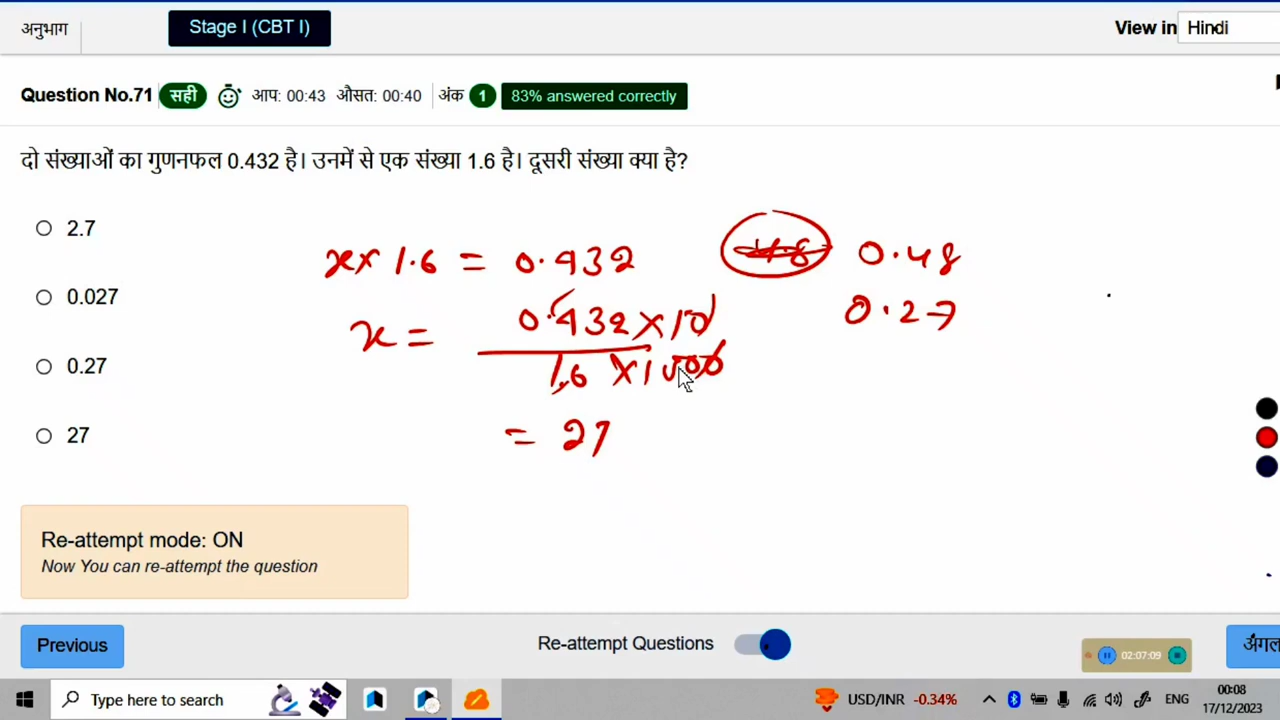 अनुभाग Stage I (CBT I) View in Hindi
Question No.71 सही आप: 00:43 औसत: 00:40 अंक 1 83% answered correctly
दो संख्याओं का गुणनफल 0.432 है। उनमें से एक संख्या 1.6 है। दूसरी संख्या क्या है?
2.7
0.027
0.27
27
x × 1.6 = 0.432
x = 0.432 × 10
1.6 × 1000
= 27
4.8 0.48
0.27
Re-attempt mode: ON
Now You can re-attempt the question
Previous Re-attempt Questions 02:07:09 अगल
Type here to search USD/INR -0.34% ENG 00:08
17/12/2023